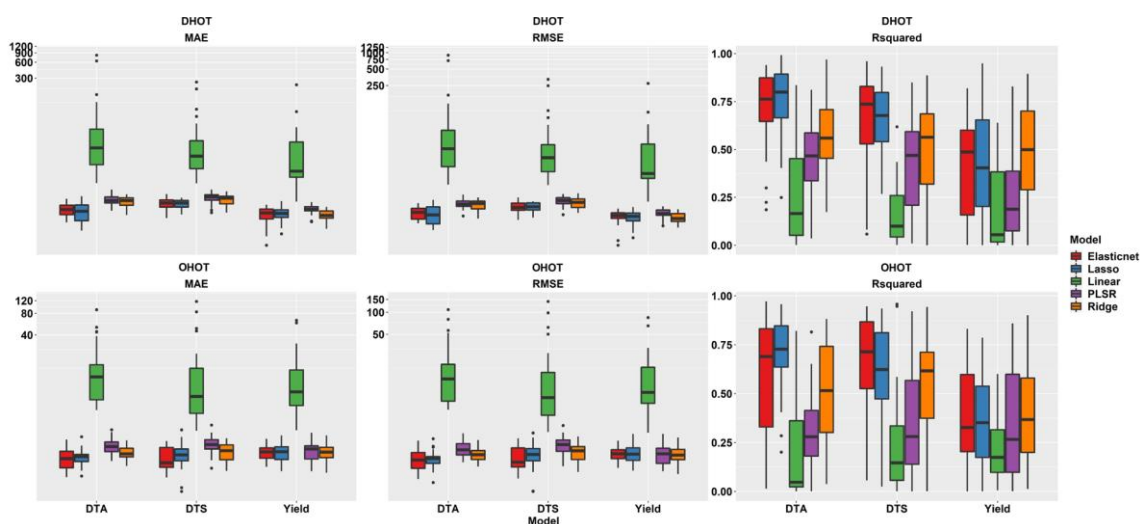 DHOT
MAE
1200
900
600
300
DHOT
RMSE
1250
1000
750
500
250
DHOT
Rsquared
1.00
0.75
0.50
0.25
0.00
OHOT
MAE
120
80
40
OHOT
RMSE
150
100
50
OHOT
Rsquared
1.00
0.75
0.50
0.25
0.00
Model
Elasticnet
Lasso
Linear
PLSR
Ridge
DTA DTS Yield DTA DTS Yield DTA DTS Yield
Model